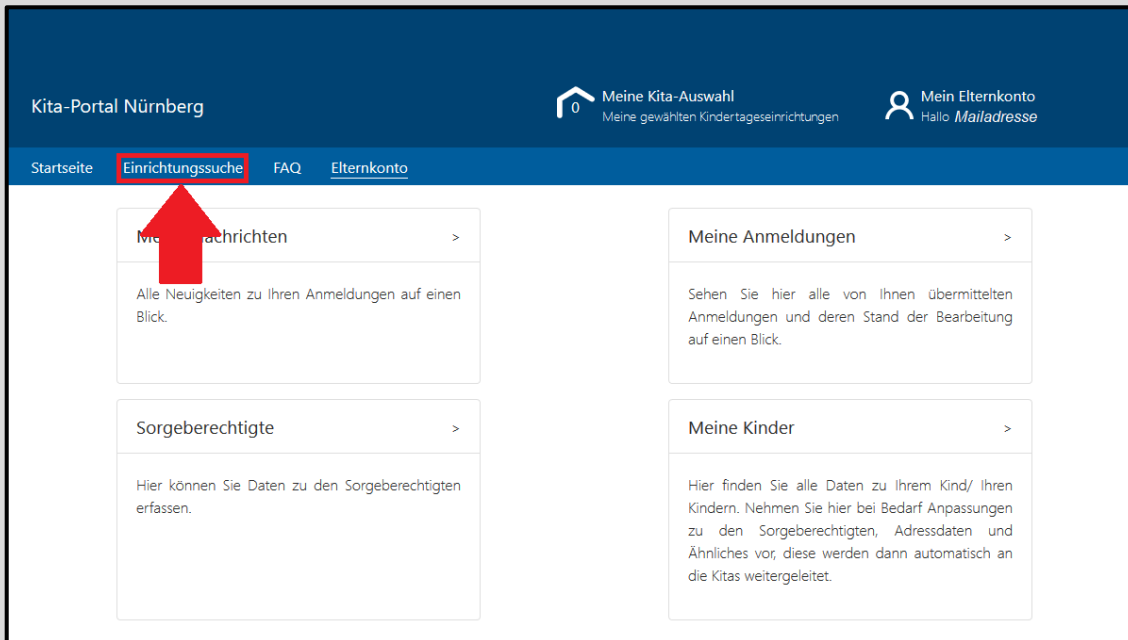 Kita-Portal Nürnberg
0
Meine Kita-Auswahl
Meine gewählten Kindertageseinrichtungen
Mein Elternkonto
Hallo Mailadresse
Startseite Einrichtungssuche FAQ Elternkonto
achrichten >
Alle Neuigkeiten zu Ihren Anmeldungen auf einen
Blick.
Meine Anmeldungen >
Sehen Sie hier alle von Ihnen übermittelten
Anmeldungen und deren Stand der Bearbeitung
auf einen Blick.
Sorgeberechtigte >
Hier können Sie Daten zu den Sorgeberechtigten
erfassen.
Meine Kinder >
Hier finden Sie alle Daten zu Ihrem Kind/ Ihren
Kindern. Nehmen Sie hier bei Bedarf Anpassungen
zu den Sorgeberechtigten, Adressdaten und
Ähnliches vor, diese werden dann automatisch an
die Kitas weitergeleitet.